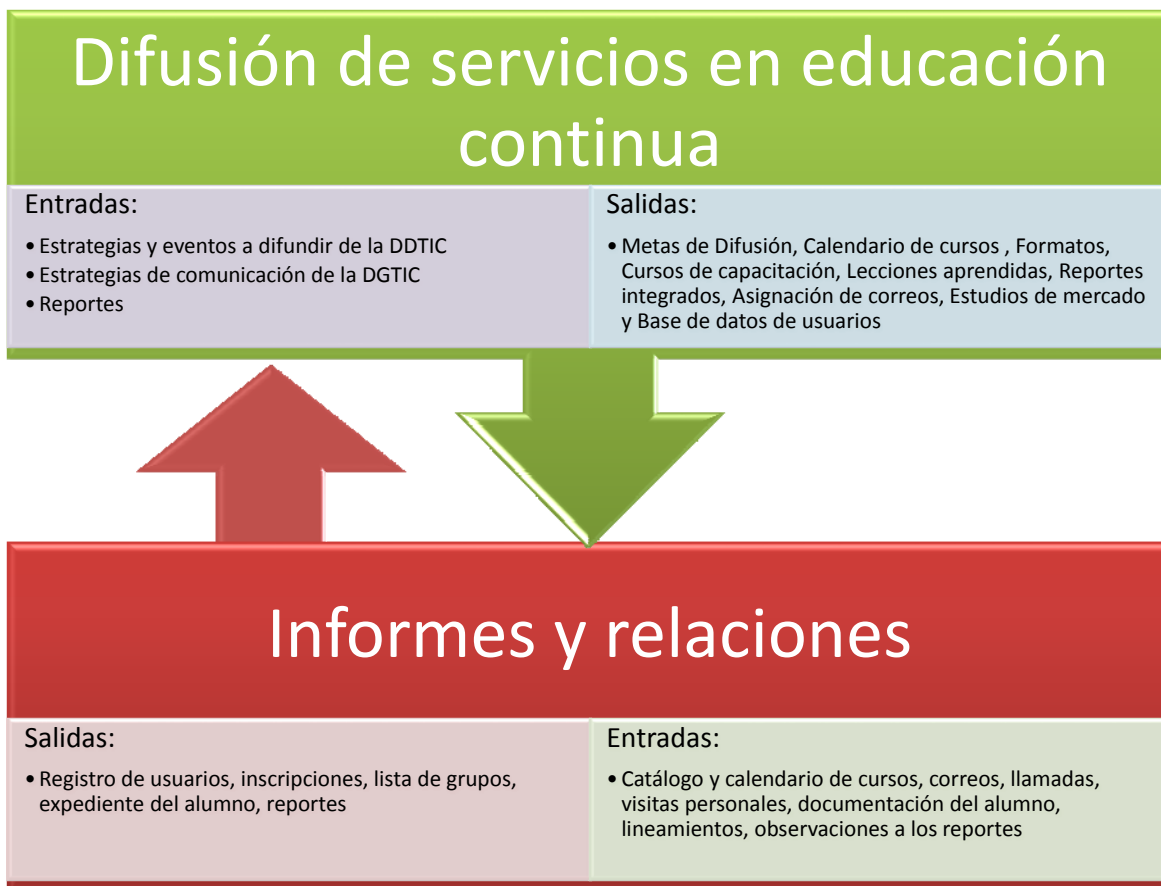 Difusión de servicios en educación
continua
Entradas:
• Estrategias y eventos a difundir de la DDTIC
• Estrategias de comunicación de la DGTIC
• Reportes
Salidas:
• Metas de Difusión, Calendario de cursos , Formatos,
Cursos de capacitación, Lecciones aprendidas, Reportes
integrados, Asignación de correos, Estudios de mercado
y Base de datos de usuarios
Informes y relaciones
Salidas:
• Registro de usuarios, inscripciones, lista de grupos,
expediente del alumno, reportes
Entradas:
• Catálogo y calendario de cursos, correos, llamadas,
visitas personales, documentación del alumno,
lineamientos, observaciones a los reportes